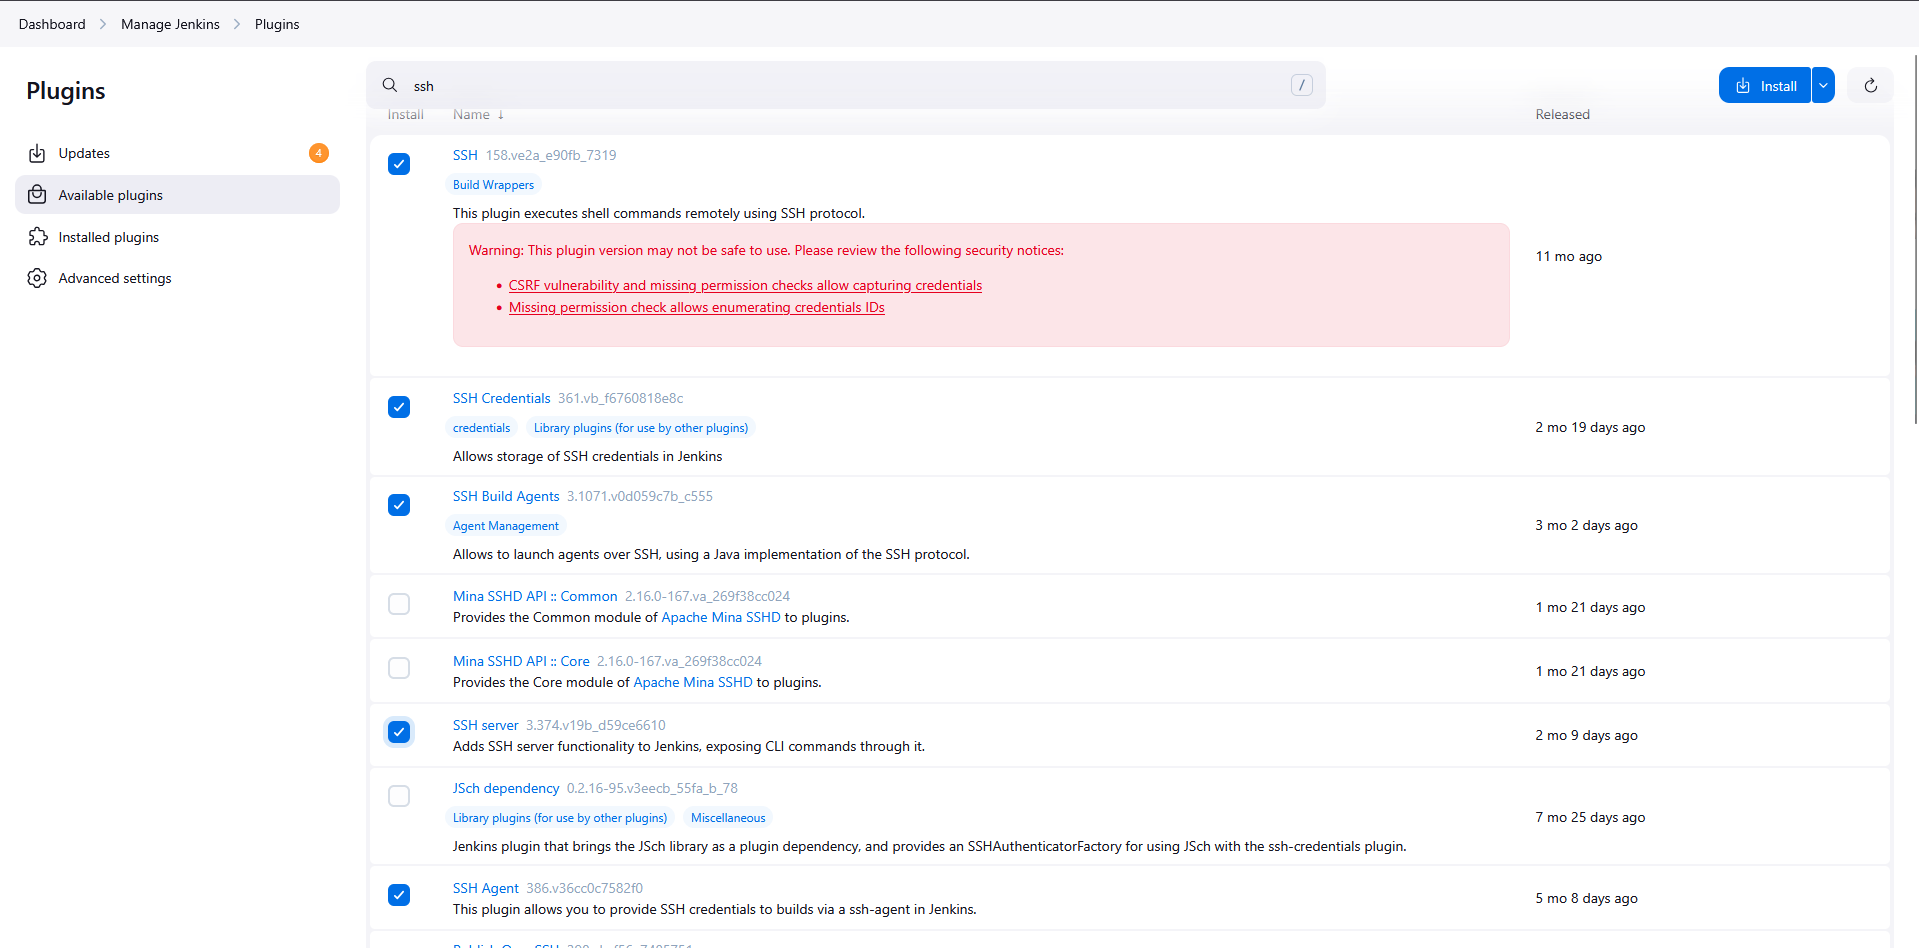 Dashboard > Manage Jenkins > Plugins
Plugins
ssh /
Install
Updates 4
Available plugins
Installed plugins
Advanced settings
Install Name ↓ Released
SSH 158.ve2a_e90fb_7319
Build Wrappers
This plugin executes shell commands remotely using SSH protocol.
Warning: This plugin version may not be safe to use. Please review the following security notices:
• CSRF vulnerability and missing permission checks allow capturing credentials
• Missing permission check allows enumerating credentials IDs
11 mo ago
SSH Credentials 361.vb_f6760818e8c
credentials Library plugins (for use by other plugins)
Allows storage of SSH credentials in Jenkins
2 mo 19 days ago
SSH Build Agents 3.1071.v0d059c7b_c555
Agent Management
Allows to launch agents over SSH, using a Java implementation of the SSH protocol.
3 mo 2 days ago
Mina SSHD API :: Common 2.16.0-167.va_269f38cc024
Provides the Common module of Apache Mina SSHD to plugins.
1 mo 21 days ago
Mina SSHD API :: Core 2.16.0-167.va_269f38cc024
Provides the Core module of Apache Mina SSHD to plugins.
1 mo 21 days ago
SSH server 3.374.v19b_d59ce6610
Adds SSH server functionality to Jenkins, exposing CLI commands through it.
2 mo 9 days ago
JSch dependency 0.2.16-95.v3eecb_55fa_b_78
Library plugins (for use by other plugins) Miscellaneous
Jenkins plugin that brings the JSch library as a plugin dependency, and provides an SSHAuthenticatorFactory for using JSch with the ssh-credentials plugin.
7 mo 25 days ago
SSH Agent 386.v36cc0c7582f0
This plugin allows you to provide SSH credentials to builds via a ssh-agent in Jenkins.
5 mo 8 days ago